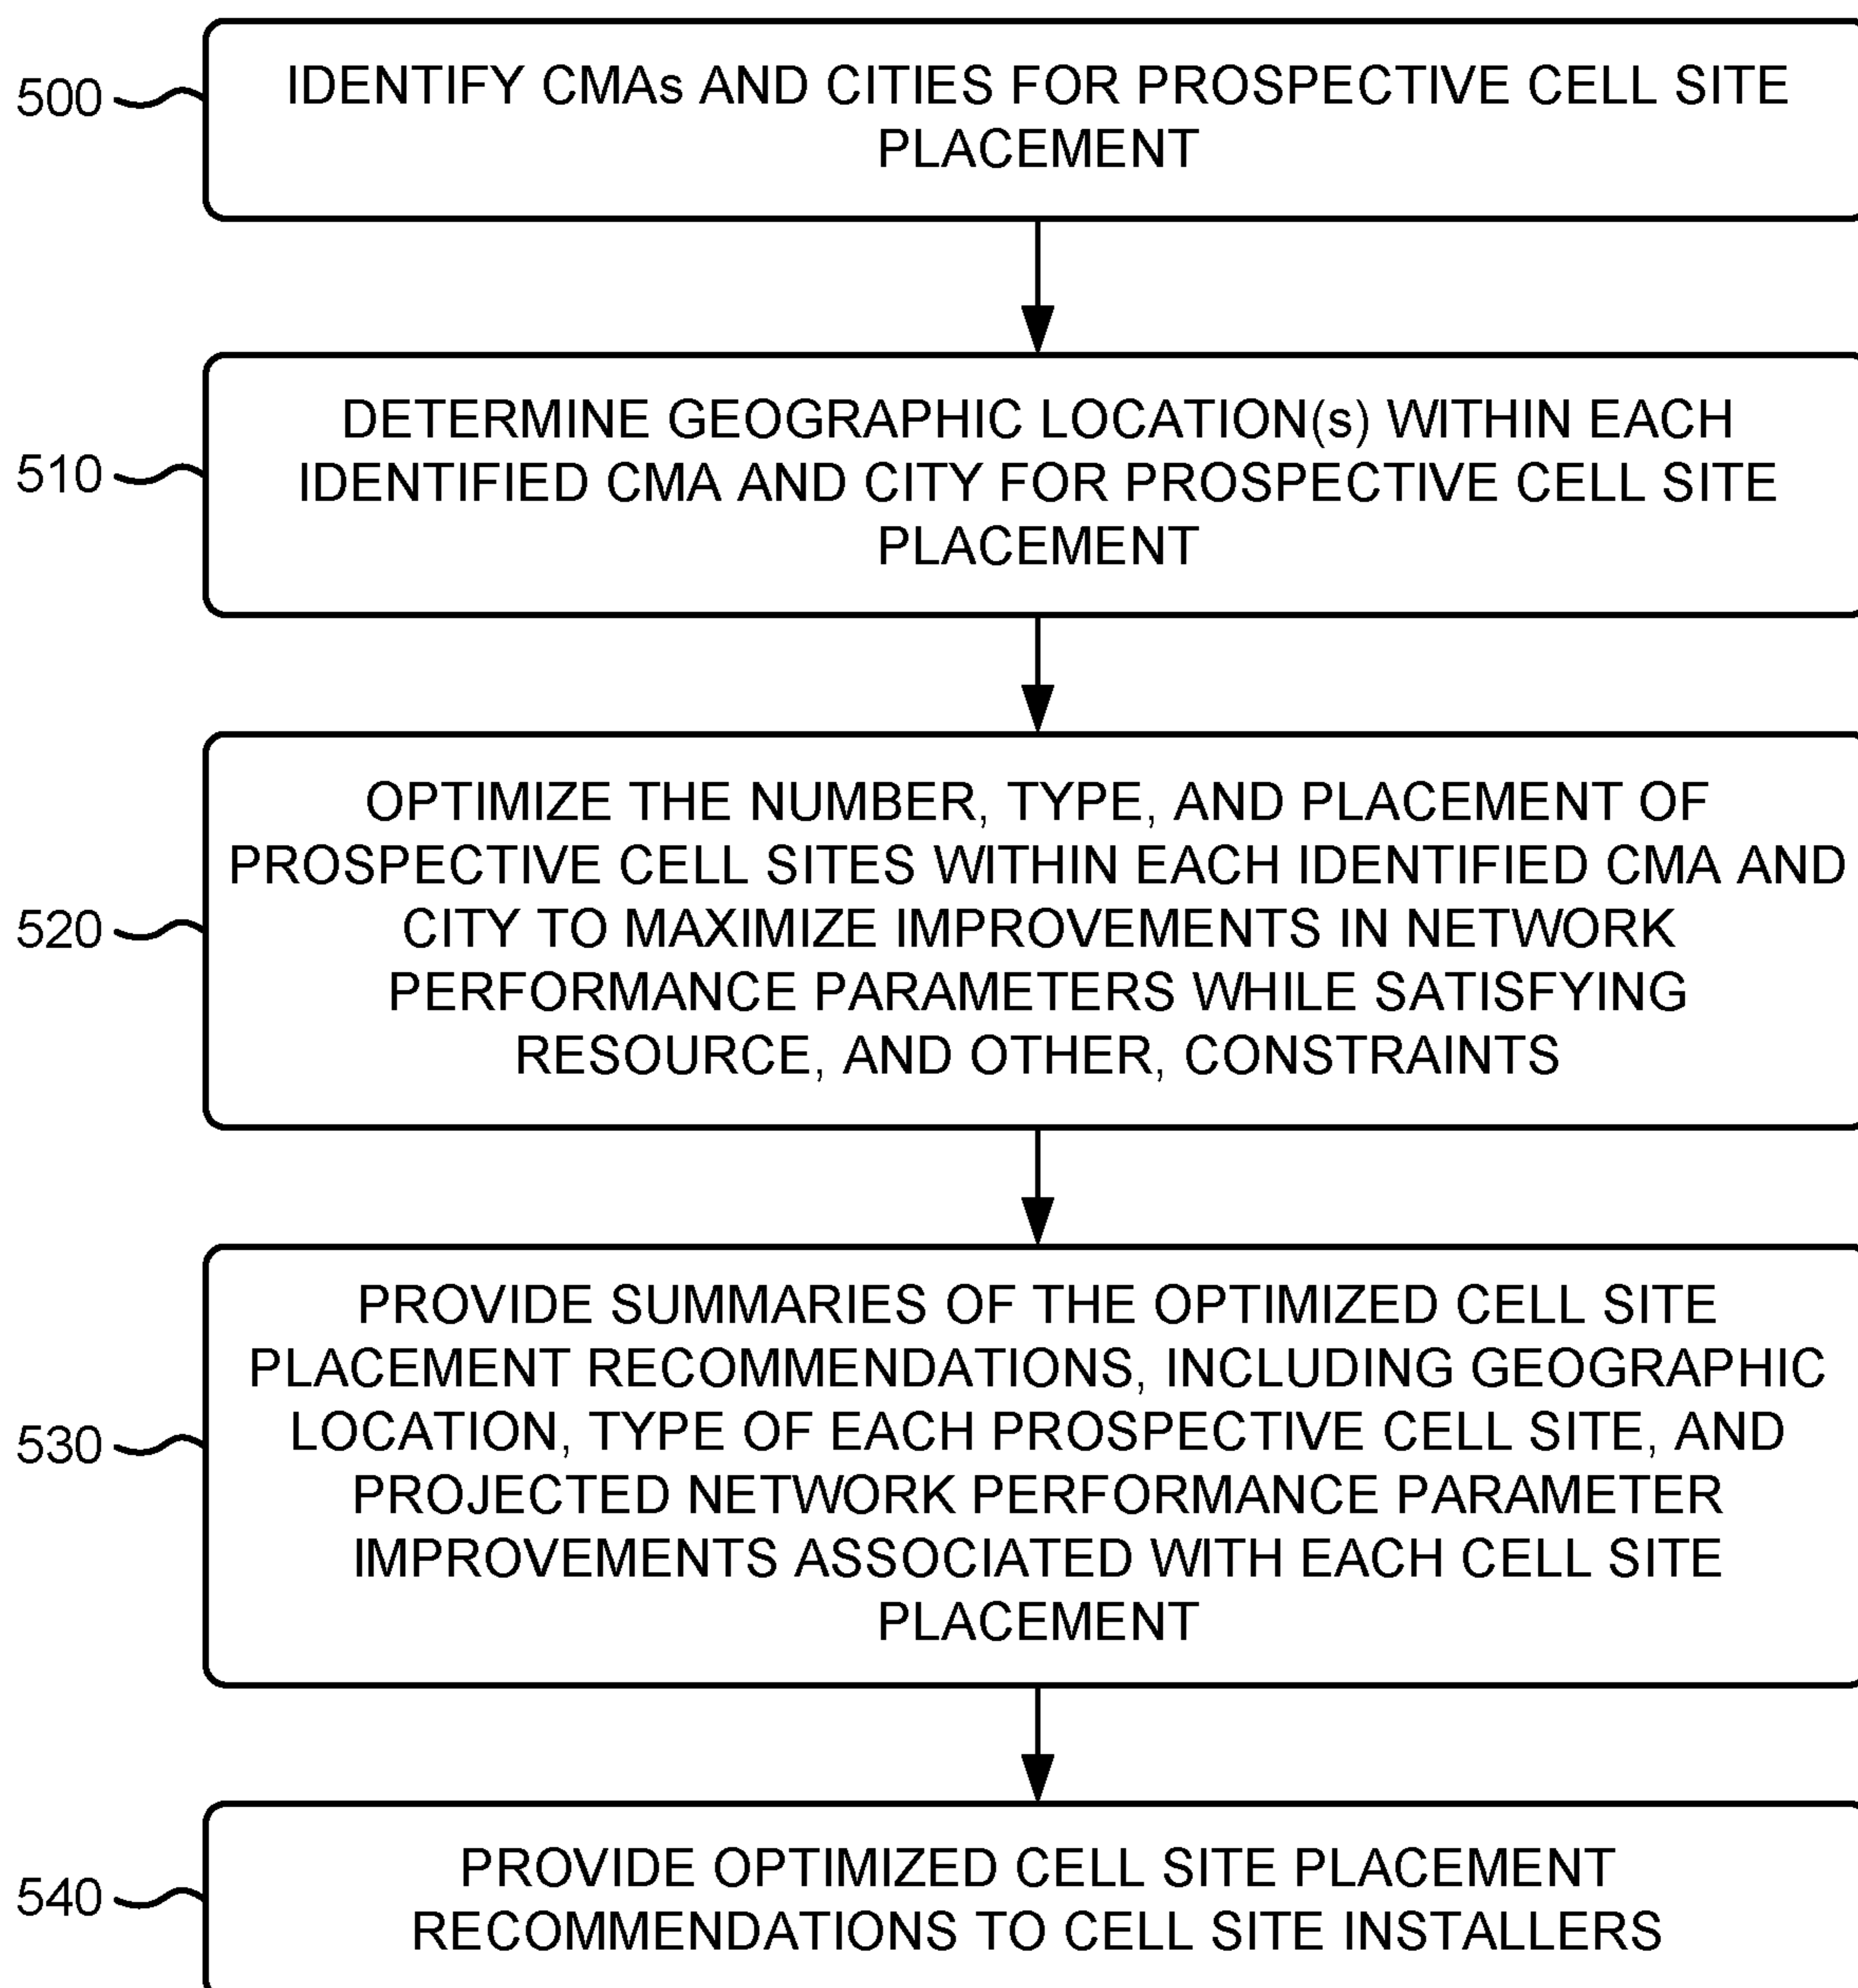 500
IDENTIFY CMAs AND CITIES FOR PROSPECTIVE CELL SITE
PLACEMENT
510
DETERMINE GEOGRAPHIC LOCATION(s) WITHIN EACH
IDENTIFIED CMA AND CITY FOR PROSPECTIVE CELL SITE
PLACEMENT
520
OPTIMIZE THE NUMBER, TYPE, AND PLACEMENT OF
PROSPECTIVE CELL SITES WITHIN EACH IDENTIFIED CMA AND
CITY TO MAXIMIZE IMPROVEMENTS IN NETWORK
PERFORMANCE PARAMETERS WHILE SATISFYING
RESOURCE, AND OTHER, CONSTRAINTS
530
PROVIDE SUMMARIES OF THE OPTIMIZED CELL SITE
PLACEMENT RECOMMENDATIONS, INCLUDING GEOGRAPHIC
LOCATION, TYPE OF EACH PROSPECTIVE CELL SITE, AND
PROJECTED NETWORK PERFORMANCE PARAMETER
IMPROVEMENTS ASSOCIATED WITH EACH CELL SITE
PLACEMENT
540
PROVIDE OPTIMIZED CELL SITE PLACEMENT
RECOMMENDATIONS TO CELL SITE INSTALLERS